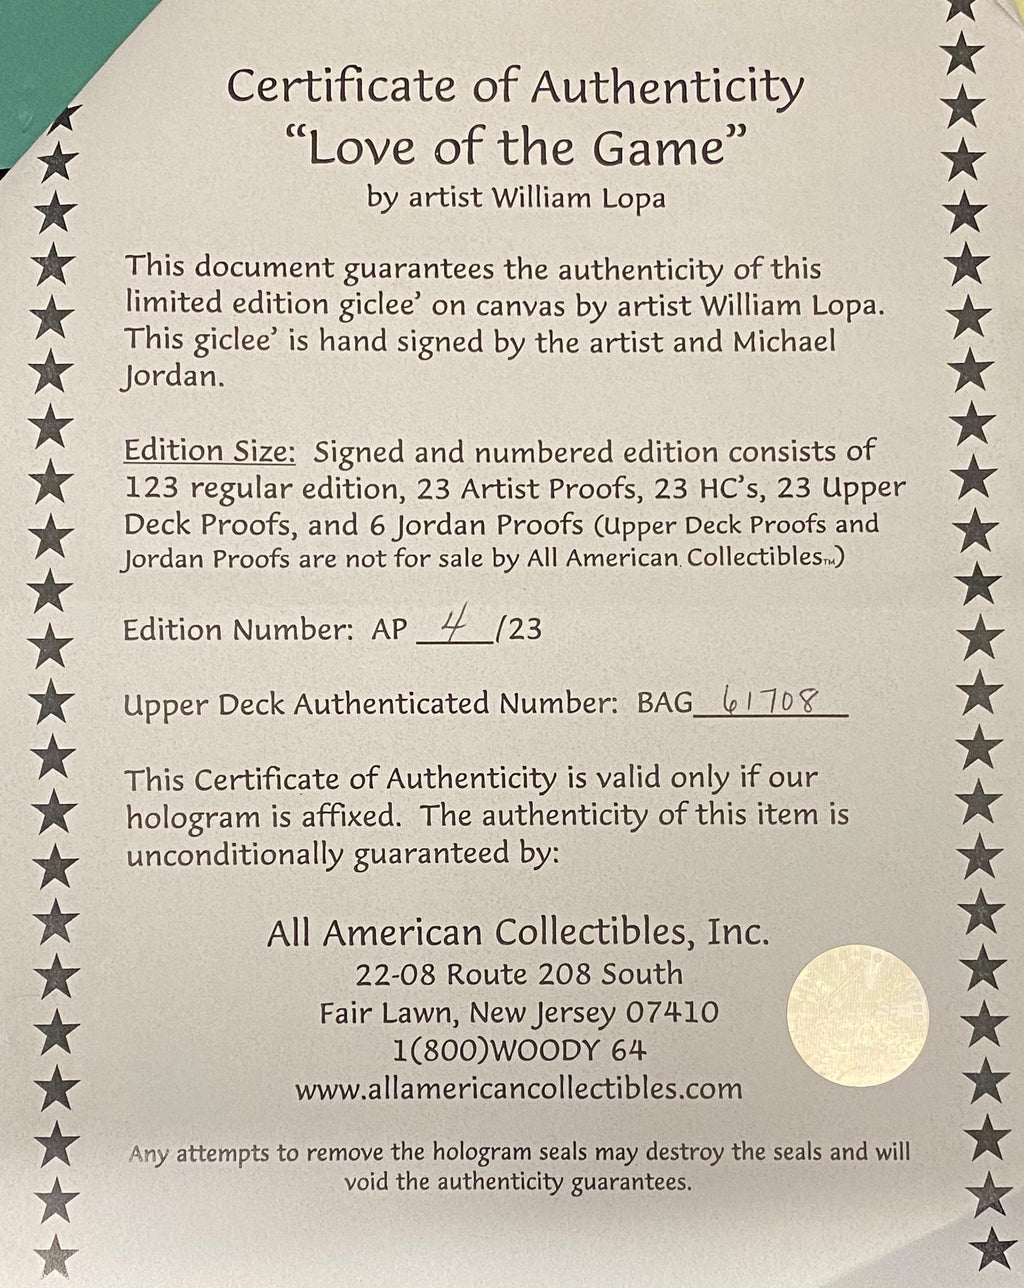 Certificate of Authenticity
“Love of the Game”
by artist William Lopa
This document guarantees the authenticity of this
limited edition giclee’ on canvas by artist William Lopa.
This giclee’ is hand signed by the artist and Michael
Jordan.
Edition Size: Signed and numbered edition consists of
123 regular edition, 23 Artist Proofs, 23 HC’s, 23 Upper
Deck Proofs, and 6 Jordan Proofs (Upper Deck Proofs and
Jordan Proofs are not for sale by All American Collectibles™)
Edition Number: AP 4/23
Upper Deck Authenticated Number: BAG 61708
This Certificate of Authenticity is valid only if our
hologram is affixed. The authenticity of this item is
unconditionally guaranteed by:
All American Collectibles, Inc.
22-08 Route 208 South
Fair Lawn, New Jersey 07410
1(800)WOODY 64
www.allamericancollectibles.com
Any attempts to remove the hologram seals may destroy the seals and will
void the authenticity guarantees.